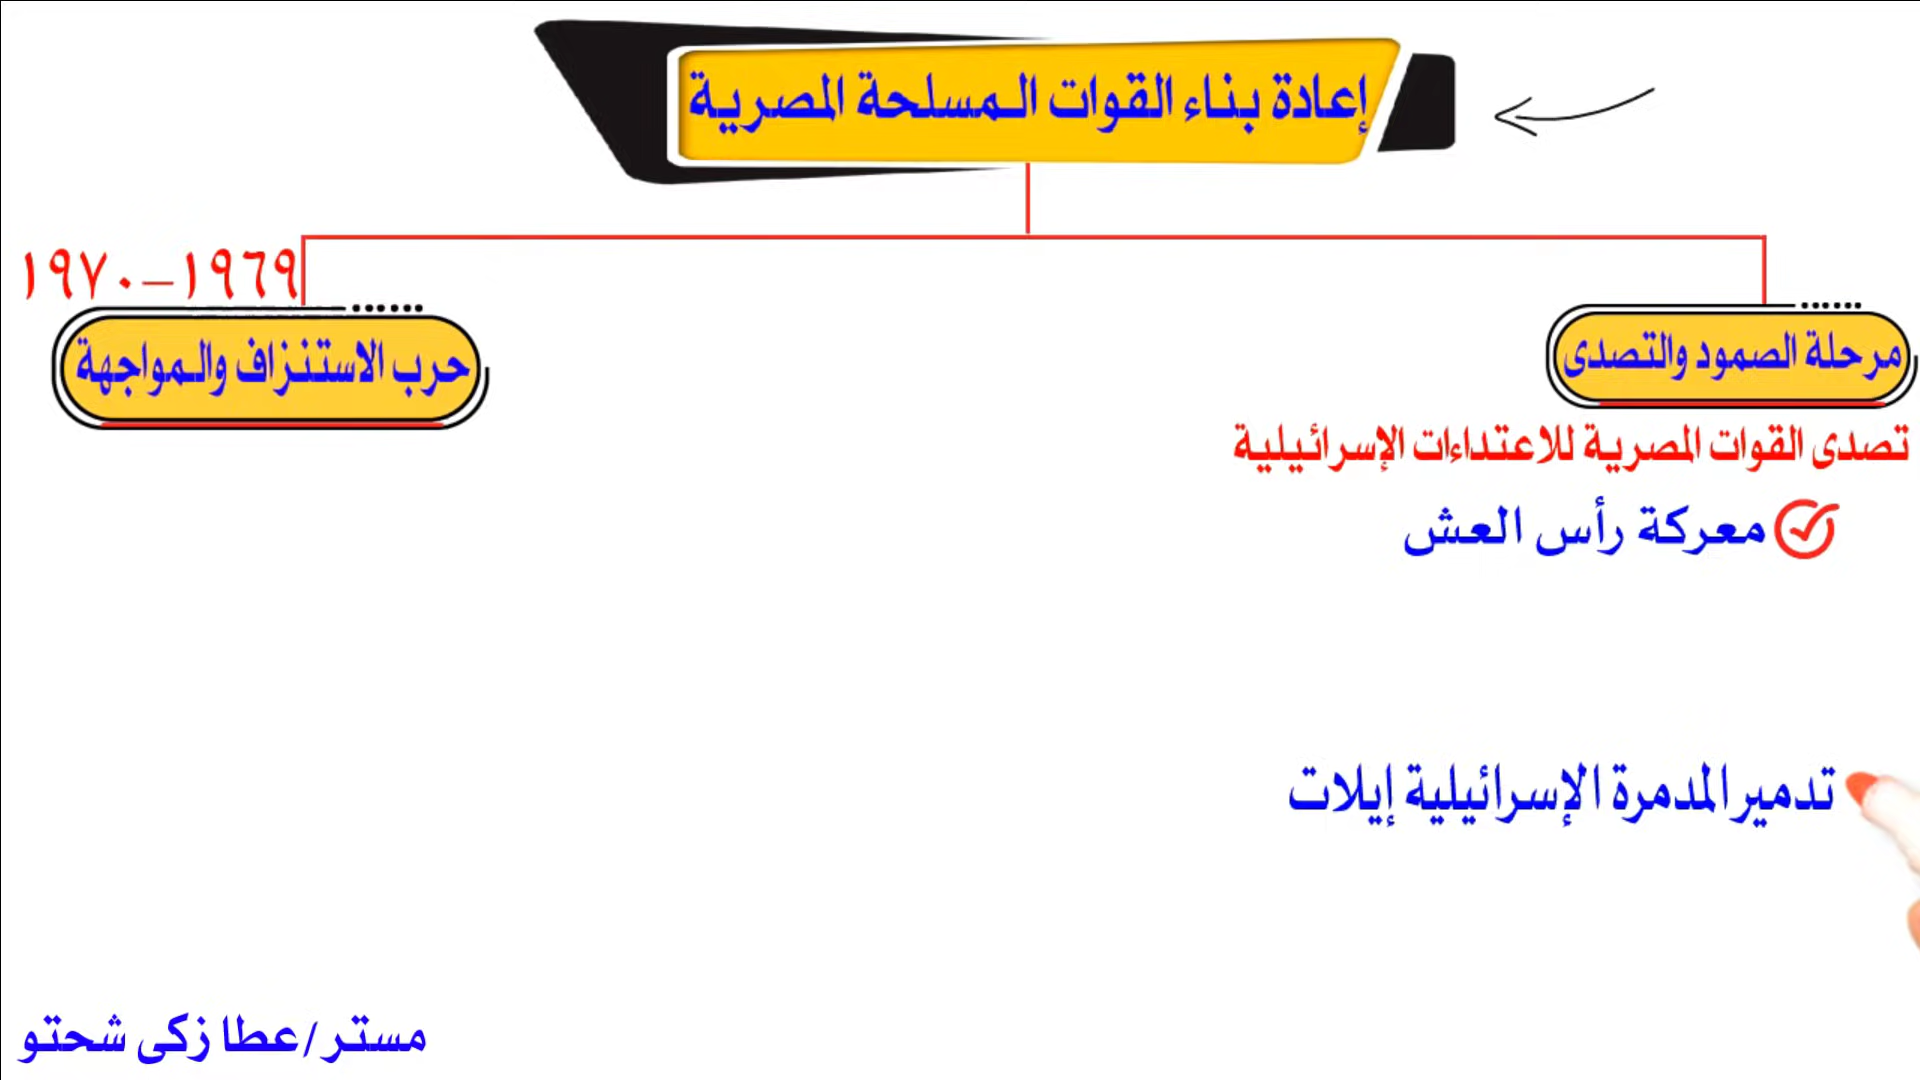 إعادة بناء القوات المسلحة المصرية
مرحلة الصمود والتصدى
تصدى القوات المصرية للاعتداءات الإسرائيلية
معركة رأس العش
تدمير المدمرة الإسرائيلية إيلات
١٩٦٩-١٩٧٠
حرب الاستنزاف والمواجهة
مستر/عطا زكى شحتو